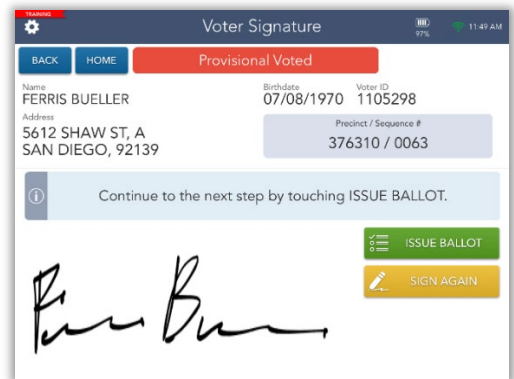 TRAINING
Voter Signature
97%
11:49 AM
BACK
HOME
Provisional Voted
Name
FERRIS BUELLER
Birthdate
07/08/1970
Voter ID
1105298
Address
5612 SHAW ST, A
SAN DIEGO, 92139
Precinct / Sequence #
376310 / 0063
i
Continue to the next step by touching ISSUE BALLOT.
ISSUE BALLOT
SIGN AGAIN